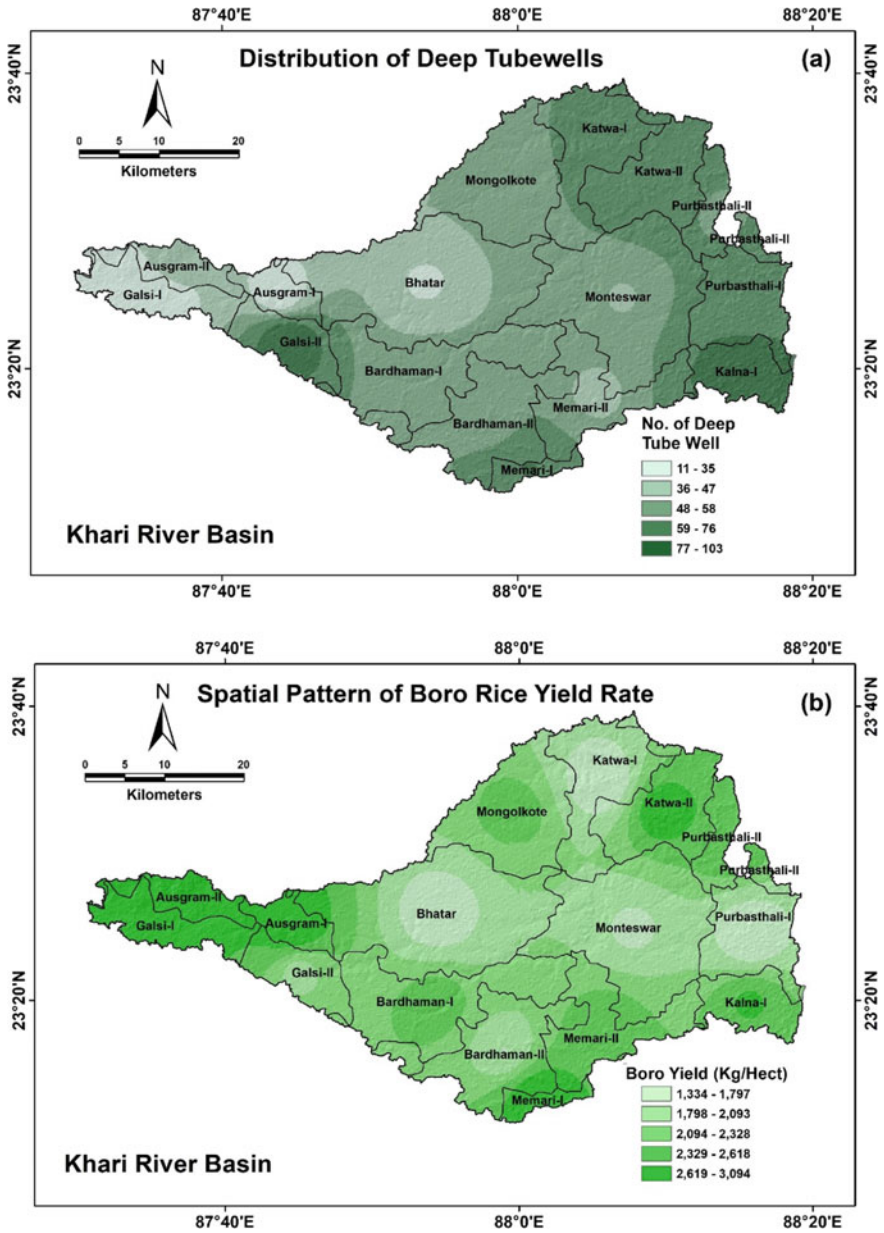 87°40'E 88°0'E 88°20'E
23°40'N
Distribution of Deep Tubewells
(a)
23°40'N
N
0 5 10 20
Kilometers
Katwa-I
Mongolkote
Katwa-II
Purbasthali-II
Purbasthali-II
Ausgram-II
Galsi-I
Ausgram-I
Bhatar
Monteswar
Purbasthali-I
23°20'N
Galsi-II
Bardhaman-I
Kalna-I
23°20'N
Memari-II
Bardhaman-II
Memari-I
No. of Deep
Tube Well
11 - 35
36 - 47
48 - 58
59 - 76
77 - 103
Khari River Basin
87°40'E 88°0'E 88°20'E
87°40'E 88°0'E 88°20'E
23°40'N
Spatial Pattern of Boro Rice Yield Rate
(b)
23°40'N
N
0 5 10 20
Kilometers
Katwa-I
Mongolkote
Katwa-II
Purbasthali-II
Purbasthali-II
Ausgram-II
Galsi-I
Ausgram-I
Bhatar
Monteswar
Purbasthali-I
Galsi-II
23°20'N
Bardhaman-I
Kalna-I
23°20'N
Memari-II
Bardhaman-II
Memari-I
Boro Yield (Kg/Hect)
1,334 - 1,797
1,798 - 2,093
2,094 - 2,328
2,329 - 2,618
2,619 - 3,094
Khari River Basin
87°40'E 88°0'E 88°20'E